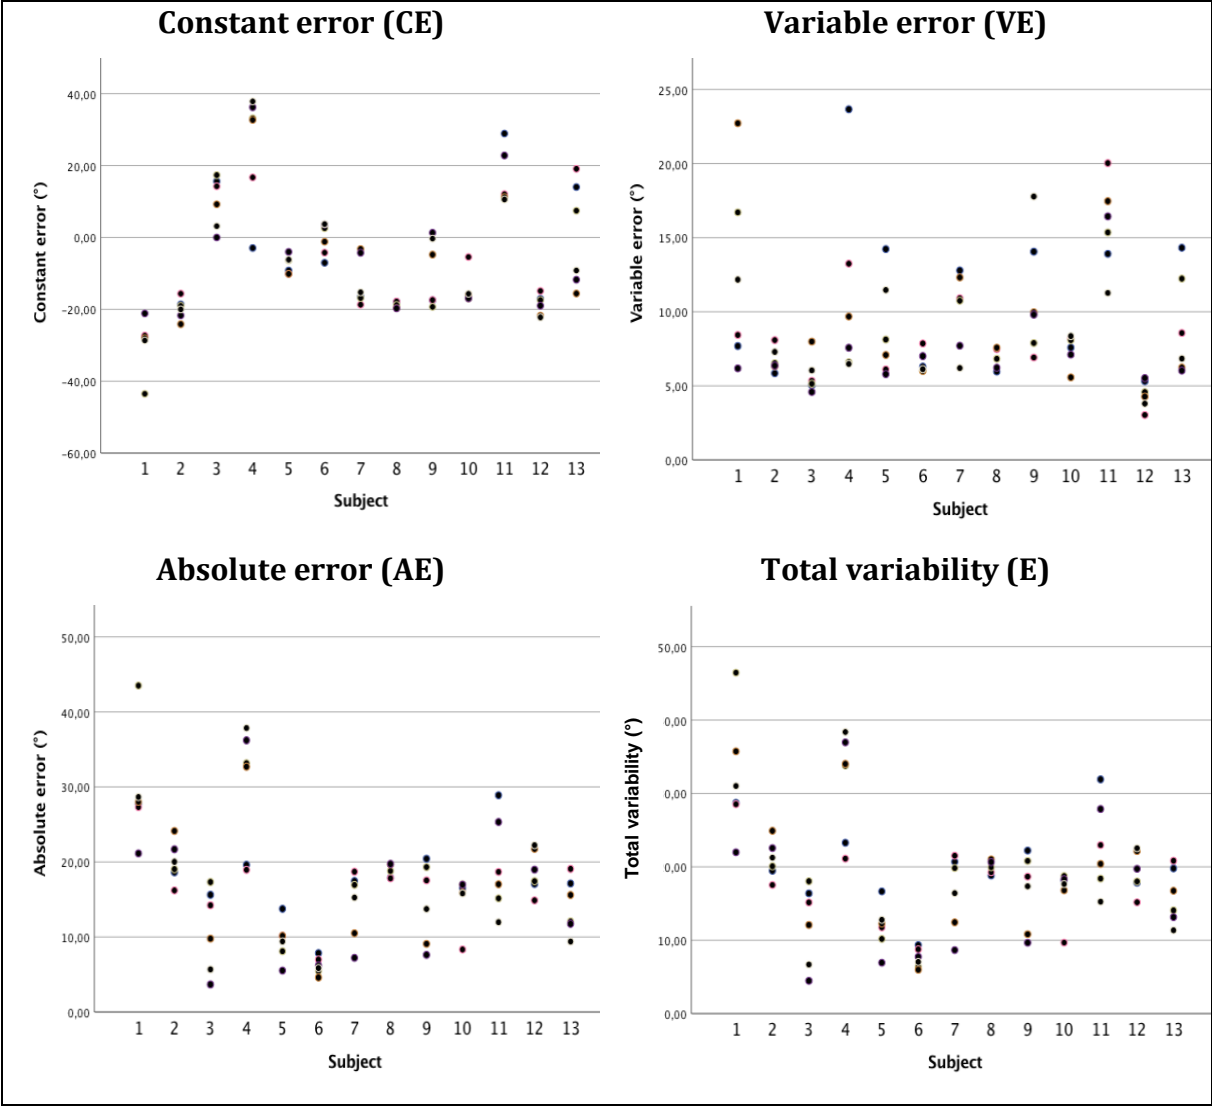 Constant error (CE)
Variable error (VE)
40,00
20,00
0,00
-20,00
-40,00
-60,00
Constant error (°)
1 2 3 4 5 6 7 8 9 10 11 12 13
Subject
25,00
20,00
15,00
10,00
5,00
0,00
Variable error (°)
1 2 3 4 5 6 7 8 9 10 11 12 13
Subject
Absolute error (AE)
Total variability (E)
50,00
40,00
30,00
20,00
10,00
0,00
Absolute error (°)
1 2 3 4 5 6 7 8 9 10 11 12 13
Subject
50,00
0,00
0,00
0,00
10,00
0,00
Total variability (°)
1 2 3 4 5 6 7 8 9 10 11 12 13
Subject